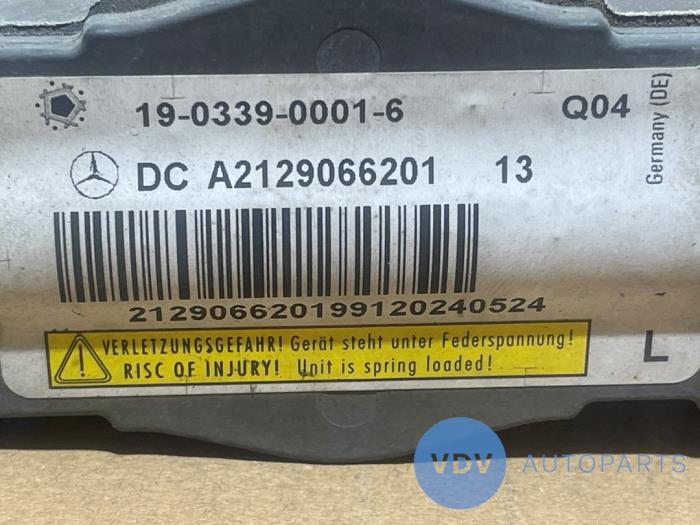 19-0339-0001-6 Q04
Germany (DE)
DC A2129066201 13
212906620199120240524
VERLETZUNGSGEFAHR! Gerät steht unter Federspannung!
RISC OF INJURY! Unit is spring loaded!
L
VDV AUTOPARTS